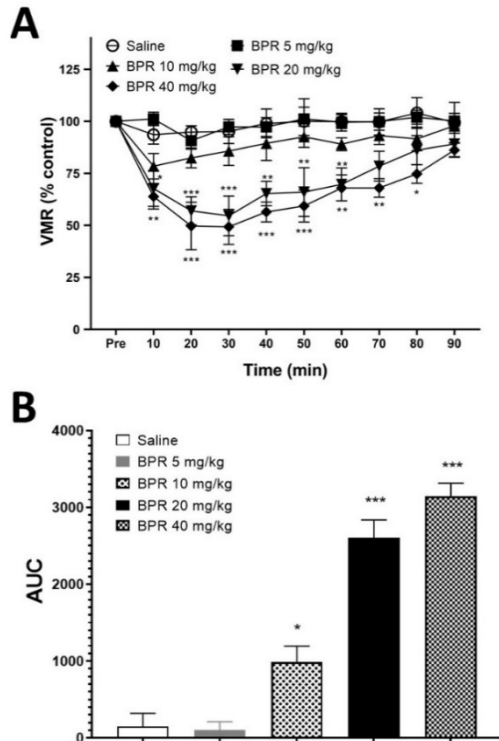 A
Saline BPR 5 mg/kg
BPR 10 mg/kg BPR 20 mg/kg
BPR 40 mg/kg
VMR (% control)
125
100
75
50
25
0
*
*** *** ** ** **
** *** *** *** *** ** ** *
Pre 10 20 30 40 50 60 70 80 90
Time (min)
B
Saline
BPR 5 mg/kg
BPR 10 mg/kg
BPR 20 mg/kg
BPR 40 mg/kg
AUC
4000
3000
2000
1000
0
* *** ***